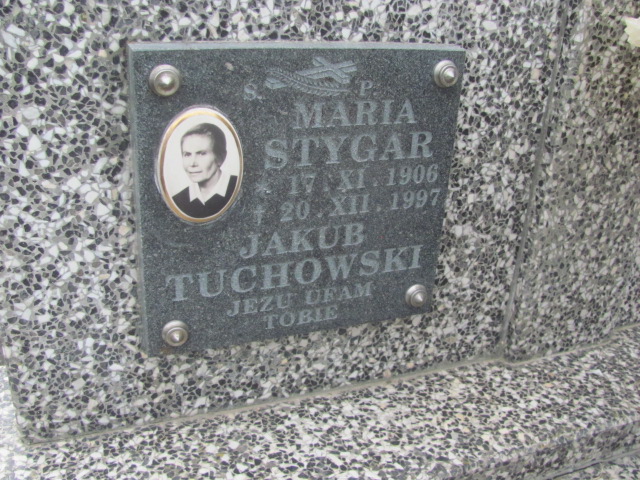 S. P.
MARIA
STYGAR
* 17. XI. 1906
† 20. XII. 1997
JAKUB
TUCHOWSKI
JEZU UFAM
TOBIE